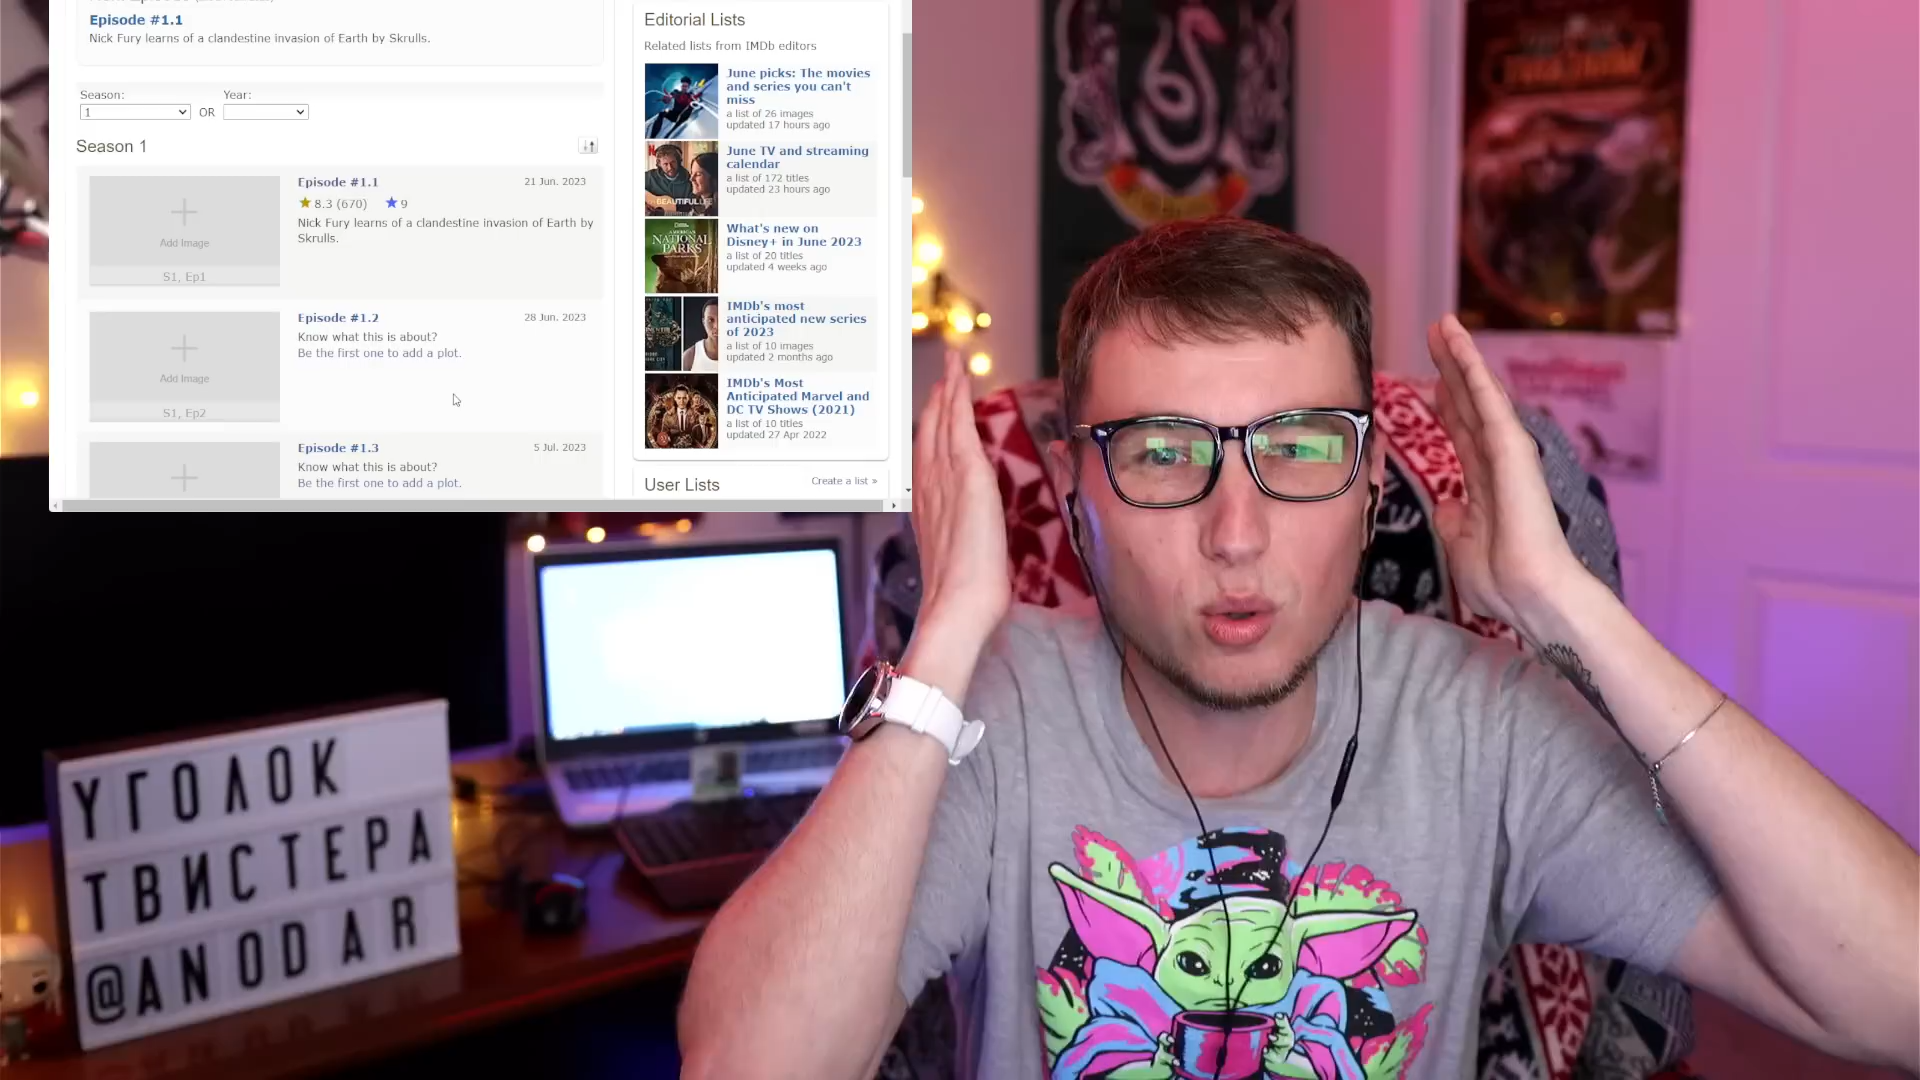 Episode #1.1
Nick Fury learns of a clandestine invasion of Earth by Skrulls.
Season:
Year:
1
OR
Season 1
Add Image
S1, Ep1
Episode #1.1
21 Jun. 2023
8.3 (670)
9
Nick Fury learns of a clandestine invasion of Earth by
Skrulls.
Add Image
S1, Ep2
Episode #1.2
28 Jun. 2023
Know what this is about?
Be the first one to add a plot.
Episode #1.3
5 Jul. 2023
Know what this is about?
Be the first one to add a plot.
Editorial Lists
Related lists from IMDb editors
June picks: The movies
and series you can't
miss
a list of 26 images
updated 17 hours ago
BEAUTIFUL LIFE
June TV and streaming
calendar
a list of 172 titles
updated 23 hours ago
NATIONAL
PARKS
What's new on
Disney+ in June 2023
a list of 20 titles
updated 4 weeks ago
IMDb's most
anticipated new series
of 2023
a list of 10 images
updated 2 months ago
IMDb's Most
Anticipated Marvel and
DC TV Shows (2021)
a list of 10 titles
updated 27 Apr 2022
User Lists
Create a list »
УГОЛОК
ТВИСТЕРА
@ANODAR